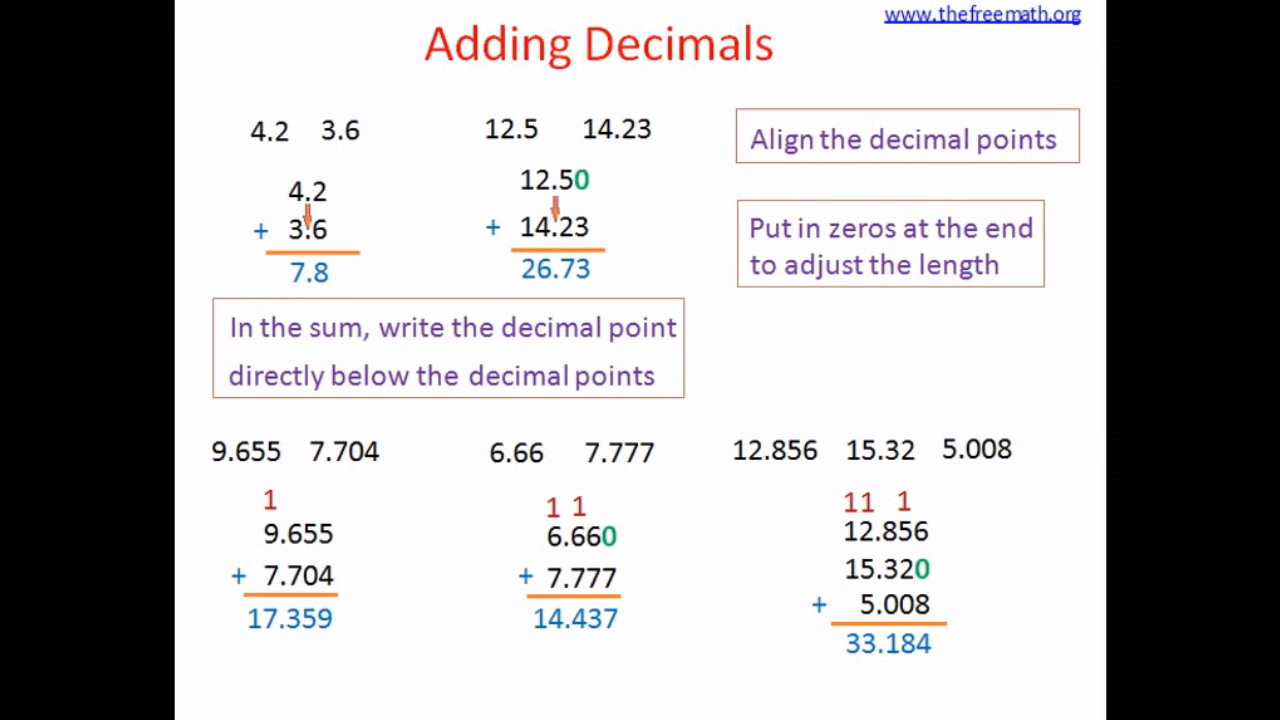 www.thefreemath.org
Adding Decimals
4.2 3.6
4.2
+ 3.6
7.8
12.5 14.23
12.50
+ 14.23
26.73
Align the decimal points
Put in zeros at the end
to adjust the length
In the sum, write the decimal point
directly below the decimal points
9.655 7.704
1
9.655
+ 7.704
17.359
6.66 7.777
1 1
6.660
+ 7.777
14.437
12.856 15.32 5.008
11 1
12.856
15.320
+ 5.008
33.184